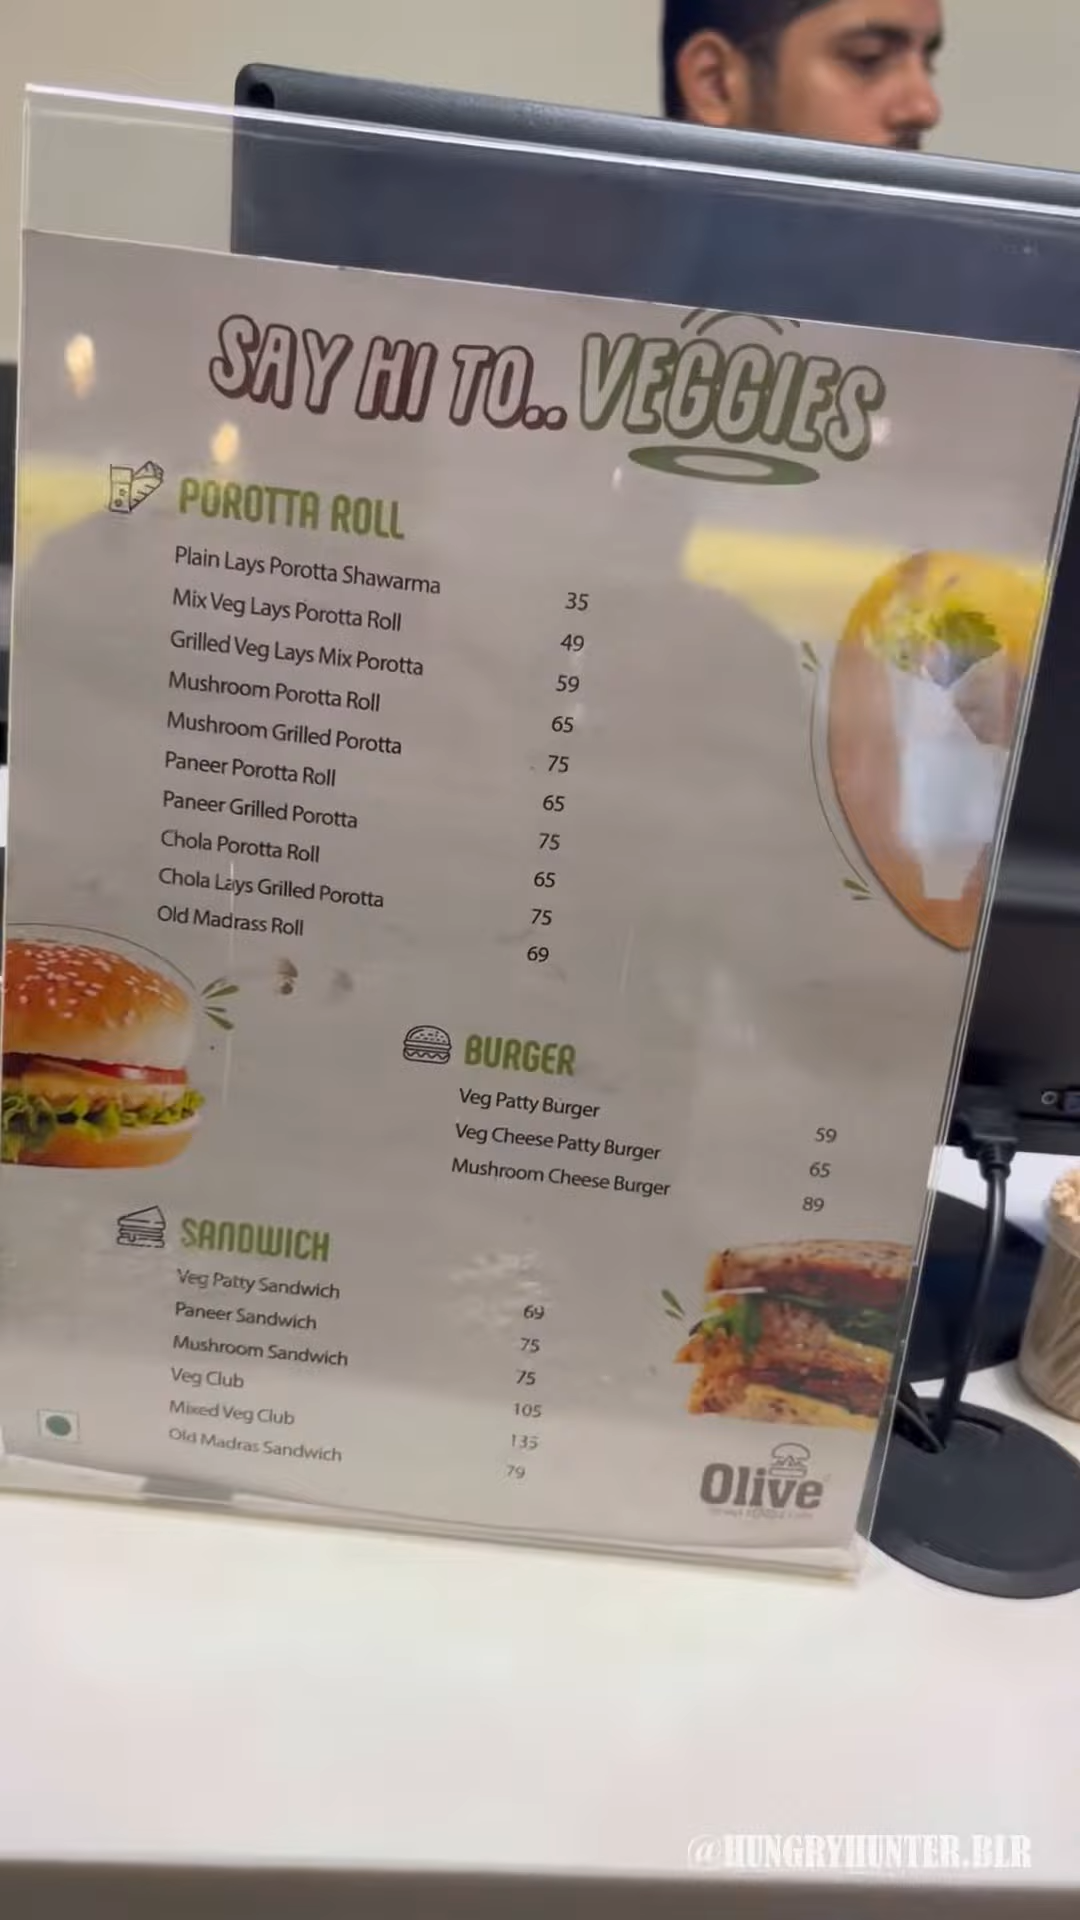 SAY HI TO.. VEGGIES
POROTTA ROLL
Plain Lays Porotta Shawarma 35
Mix Veg Lays Porotta Roll 49
Grilled Veg Lays Mix Porotta 59
Mushroom Porotta Roll 65
Mushroom Grilled Porotta 75
Paneer Porotta Roll 65
Paneer Grilled Porotta 75
Chola Porotta Roll 65
Chola Lays Grilled Porotta 75
Old Madrass Roll 69
BURGER
Veg Patty Burger 59
Veg Cheese Patty Burger 65
Mushroom Cheese Burger 89
SANDWICH
Veg Patty Sandwich 69
Paneer Sandwich 75
Mushroom Sandwich 75
Veg Club 105
Mixed Veg Club 135
Old Madras Sandwich 79
Olive
@HUNGRYHUNTER.BLR